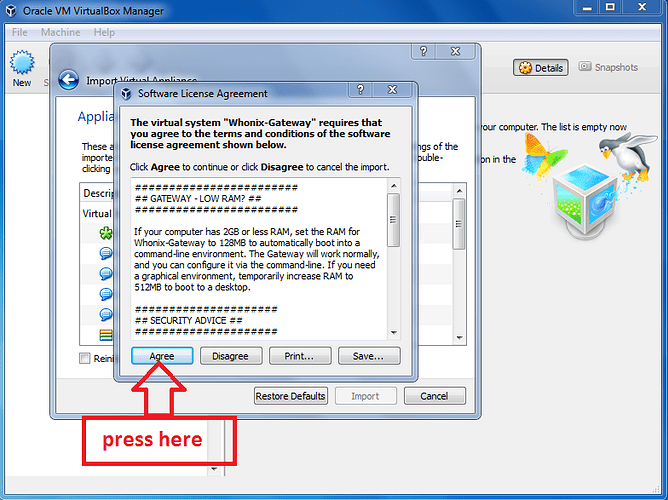 Oracle VM VirtualBox Manager
File Machine Help
New
Details
Snapshots
Import Virtual Appliance
Software License Agreement
The virtual system "Whonix-Gateway" requires that
you agree to the terms and conditions of the software
license agreement shown below.
Click Agree to continue or click Disagree to cancel the import.
########################
## GATEWAY - LOW RAM? ##
########################
If your computer has 2GB or less RAM, set the RAM for
Whonix-Gateway to 128MB to automatically boot into a
command-line environment. The Gateway will work normally,
and you can configure it via the command-line. If you need
a graphical environment, temporarily increase RAM to
512MB to boot to a desktop.
#####################
## SECURITY ADVICE ##
#####################
Agree
Disagree
Print...
Save...
Applian
These a
importe
clicking
ngs of the
double-
Descrip
Virtual
Reini
your computer. The list is empty now
tion in the
Restore Defaults
Import
Cancel
press here